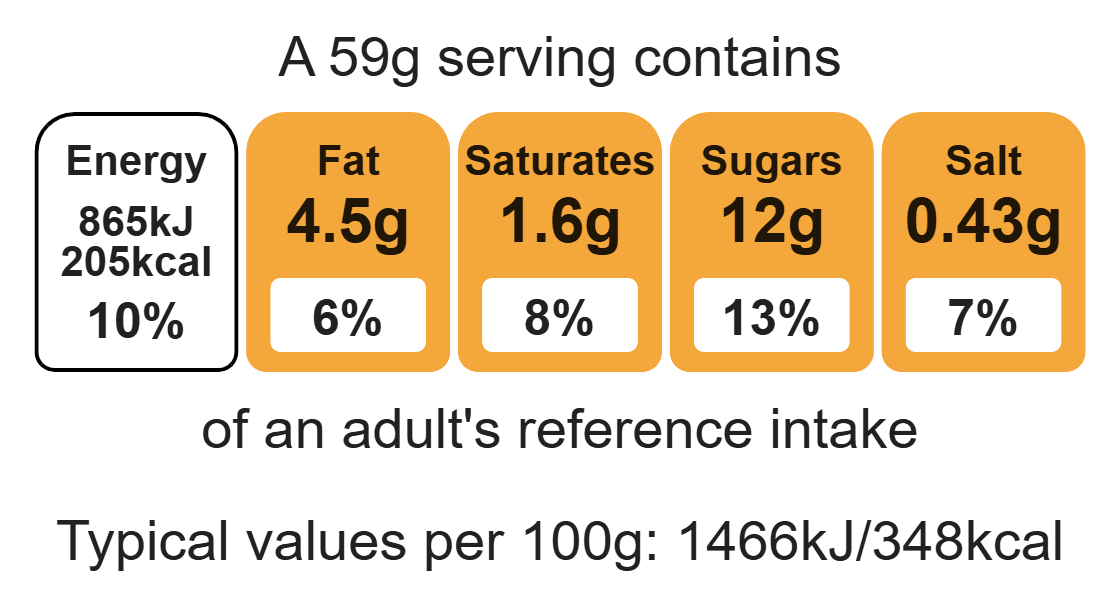 A 59g serving contains
Energy
865kJ
205kcal
10%
Fat
4.5g
6%
Saturates
1.6g
8%
Sugars
12g
13%
Salt
0.43g
7%
of an adult's reference intake
Typical values per 100g: 1466kJ/348kcal